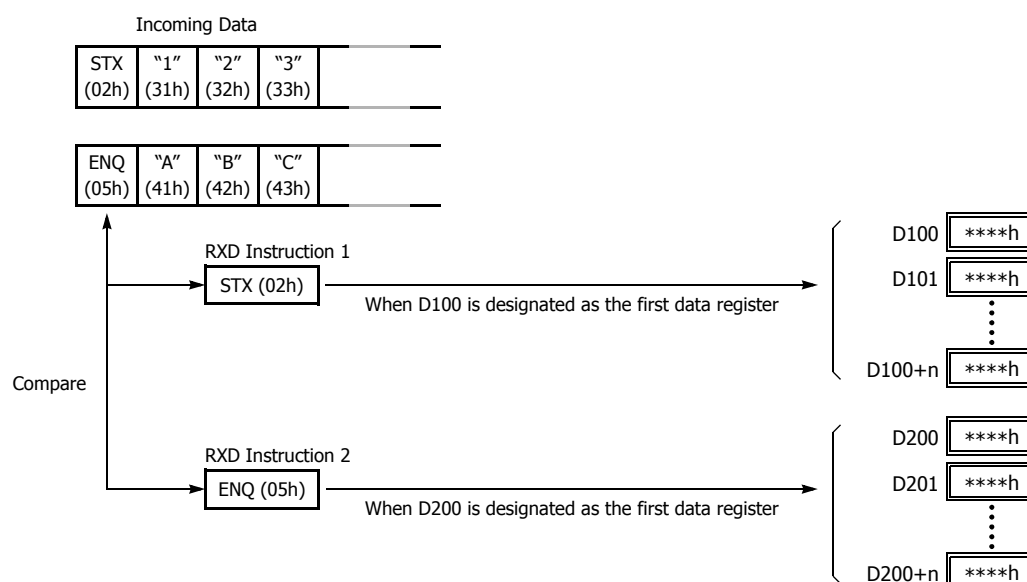 Incoming Data
STX “1” “2” “3”
(02h) (31h) (32h) (33h)
ENQ “A” “B” “C”
(05h) (41h) (42h) (43h)
RXD Instruction 1
STX (02h)
When D100 is designated as the first data register
D100 ****h
D101 ****h
D100+n ****h
Compare
RXD Instruction 2
ENQ (05h)
When D200 is designated as the first data register
D200 ****h
D201 ****h
D200+n ****h